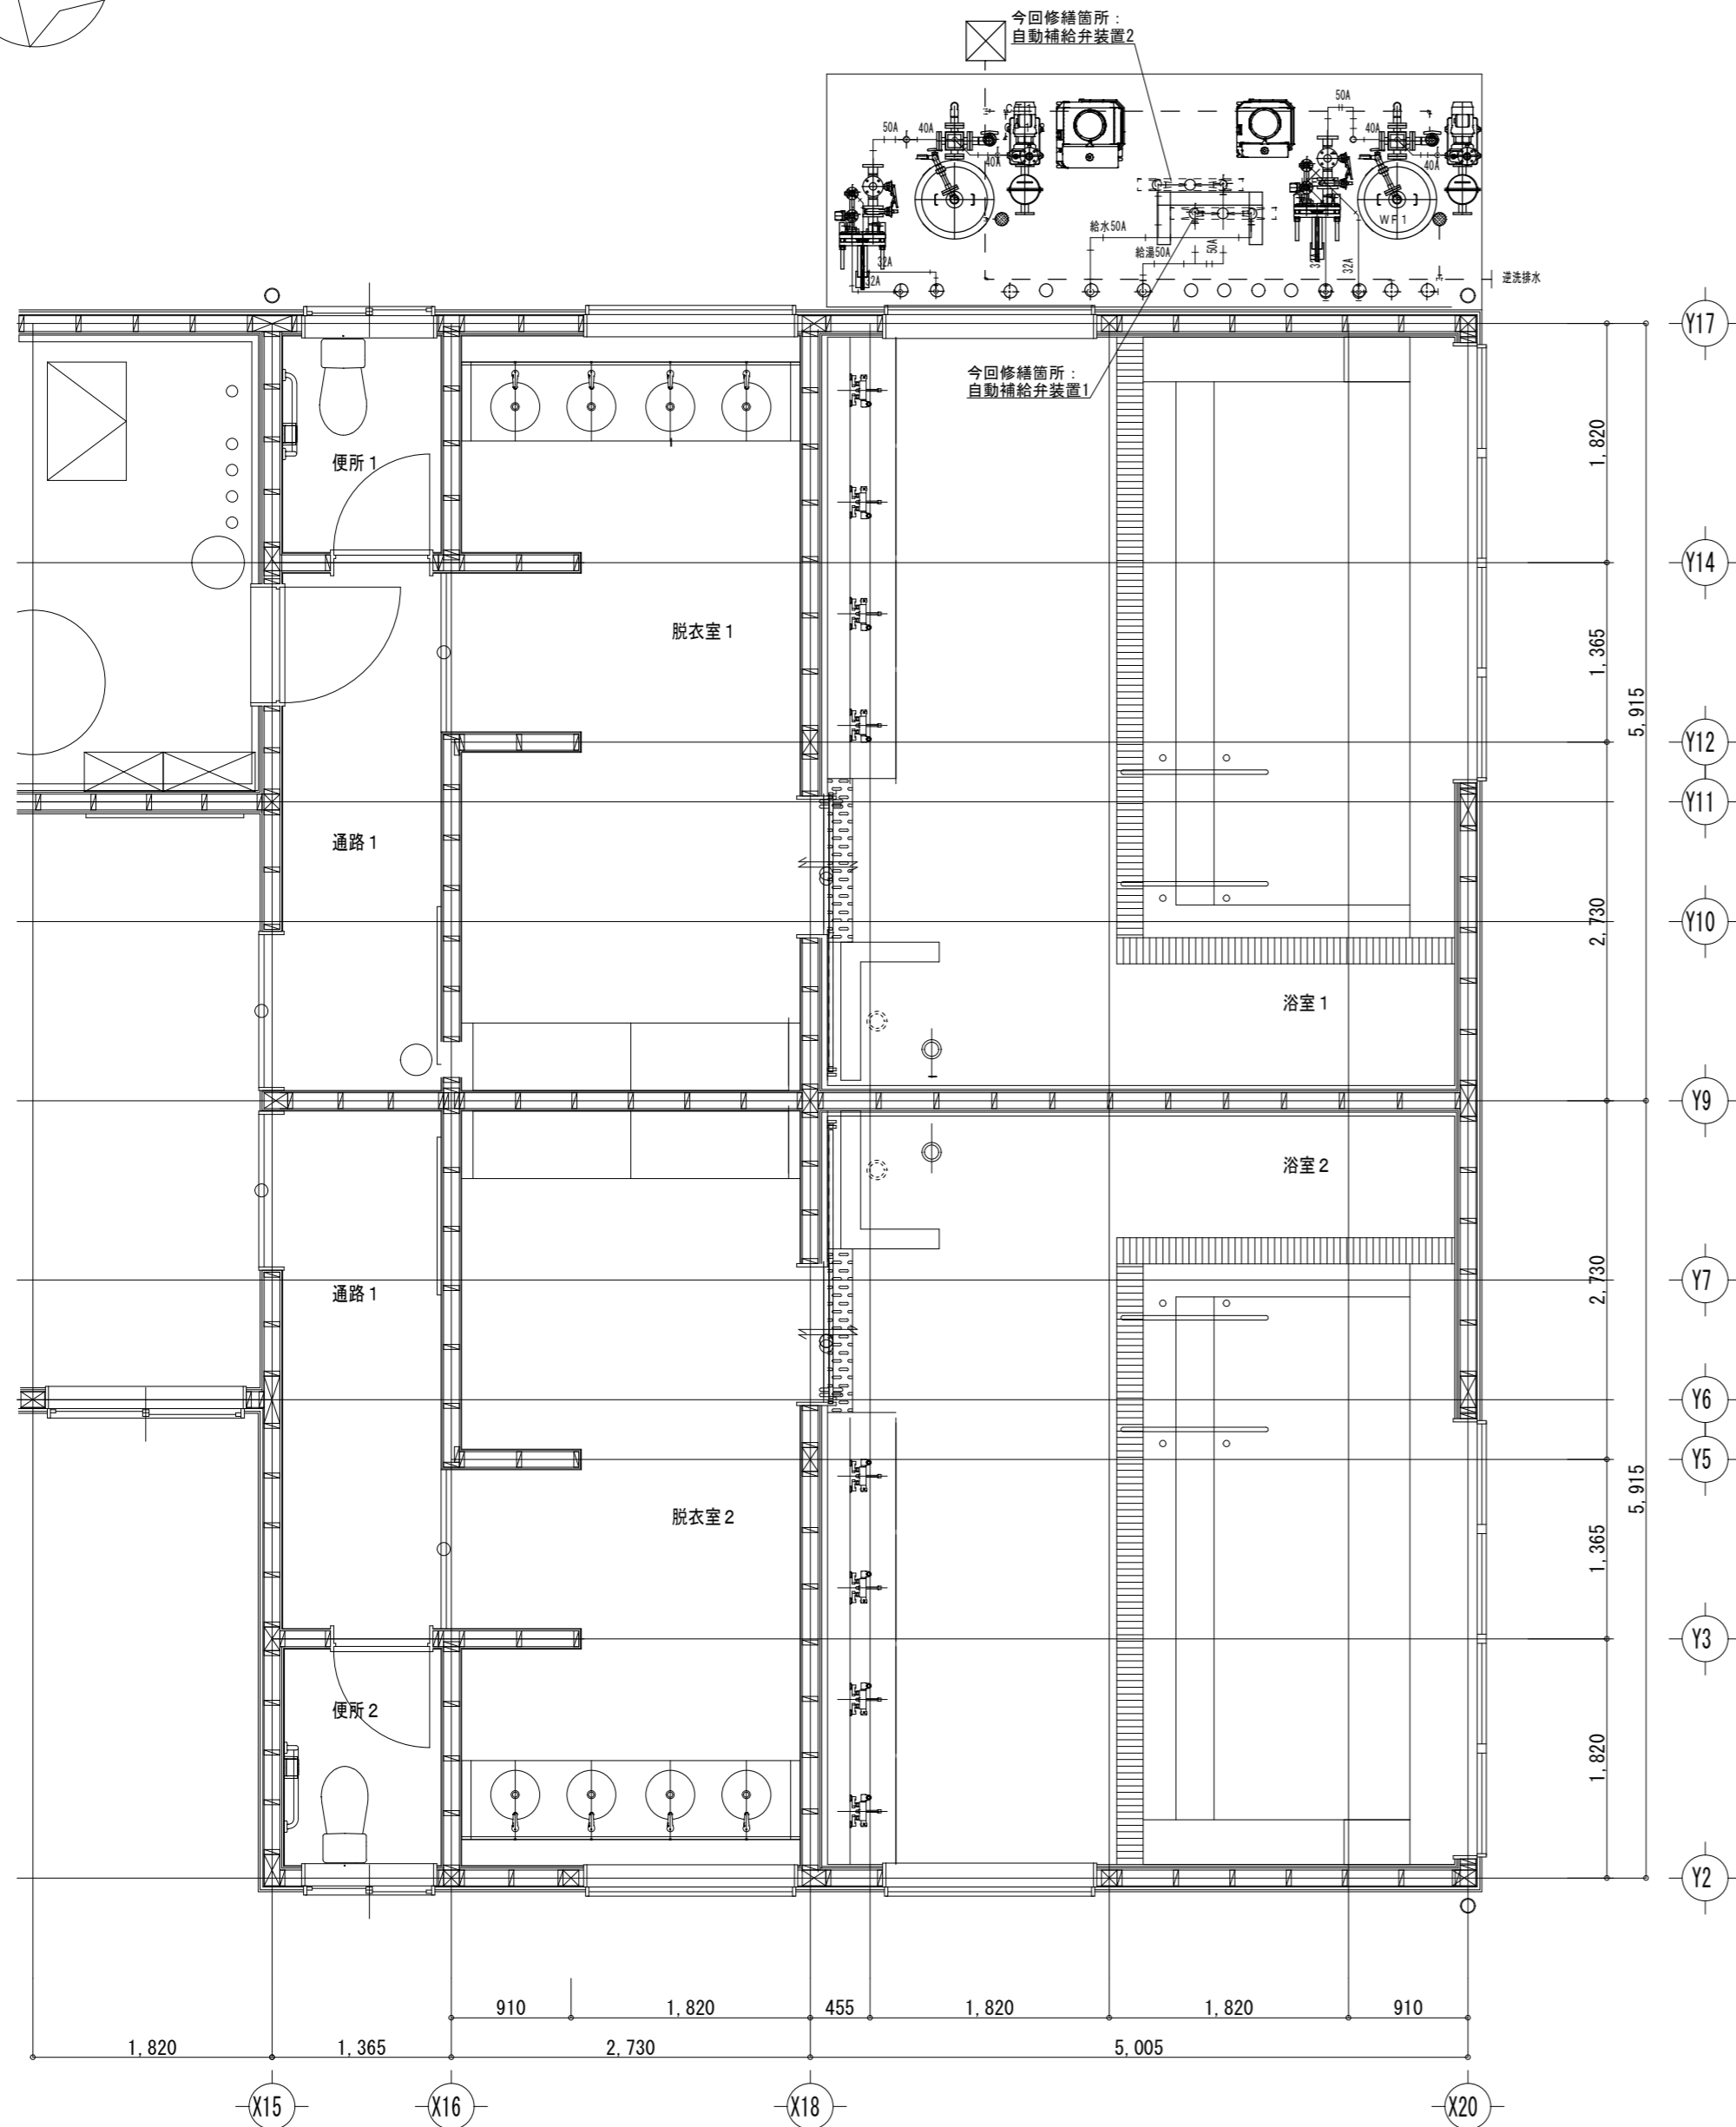 今回修繕箇所：
自動補給弁装置2
50A
50A
40A
40A
40A
40A
WF1
給水50A
給湯50A
50A
32A
32A
32A
逆洗排水
Y17
今回修繕箇所：
自動補給弁装置1
1,820
便所1
Y14
脱衣室1
1,365
5,915
Y12
Y11
通路1
2,730
Y10
浴室1
Y9
浴室2
2,730
Y7
通路1
Y6
Y5
5,915
脱衣室2
1,365
Y3
便所2
1,820
Y2
910
1,820
455
1,820
1,820
910
1,820
1,365
2,730
5,005
X15
X16
X18
X20